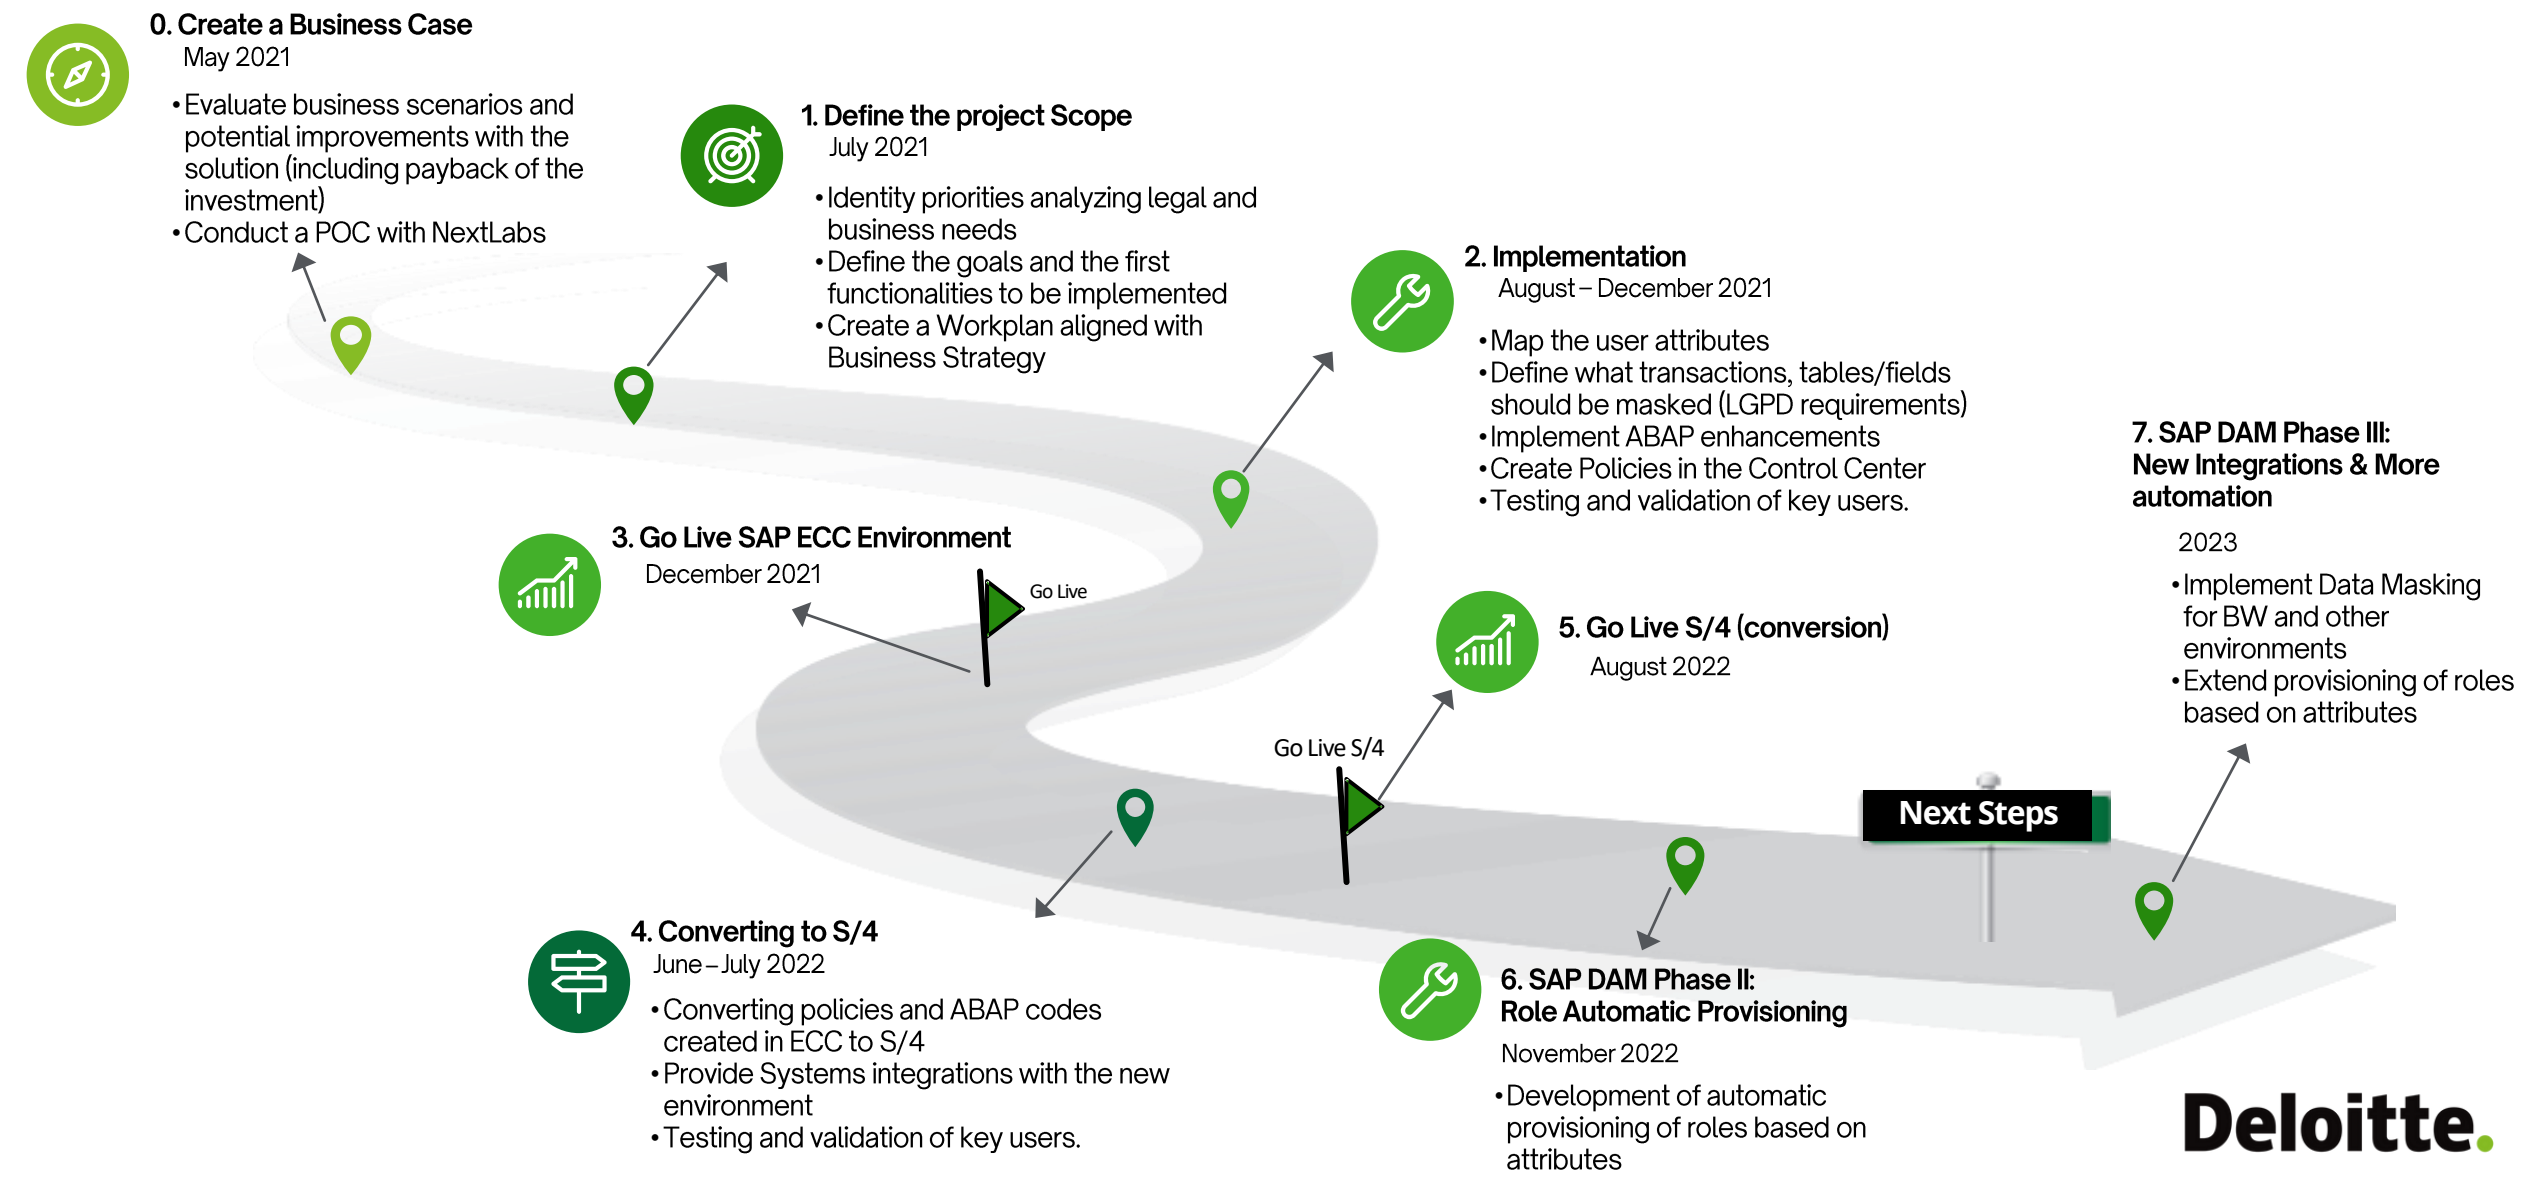 0. Create a Business Case
May 2021
• Evaluate business scenarios and
potential improvements with the
solution (including payback of the
investment)
• Conduct a POC with NextLabs
1. Define the project Scope
July 2021
• Identity priorities analyzing legal and
business needs
• Define the goals and the first
functionalities to be implemented
• Create a Workplan aligned with
Business Strategy
2. Implementation
August – December 2021
• Map the user attributes
• Define what transactions, tables/fields
should be masked (LGPD requirements)
• Implement ABAP enhancements
• Create Policies in the Control Center
• Testing and validation of key users.
3. Go Live SAP ECC Environment
December 2021
Go Live
4. Converting to S/4
June – July 2022
• Converting policies and ABAP codes
created in ECC to S/4
• Provide Systems integrations with the new
environment
• Testing and validation of key users.
5. Go Live S/4 (conversion)
August 2022
Go Live S/4
6. SAP DAM Phase II:
Role Automatic Provisioning
November 2022
• Development of automatic
provisioning of roles based on
attributes
Next Steps
7. SAP DAM Phase III:
New Integrations & More
automation
2023
• Implement Data Masking
for BW and other
environments
• Extend provisioning of roles
based on attributes
Deloitte.